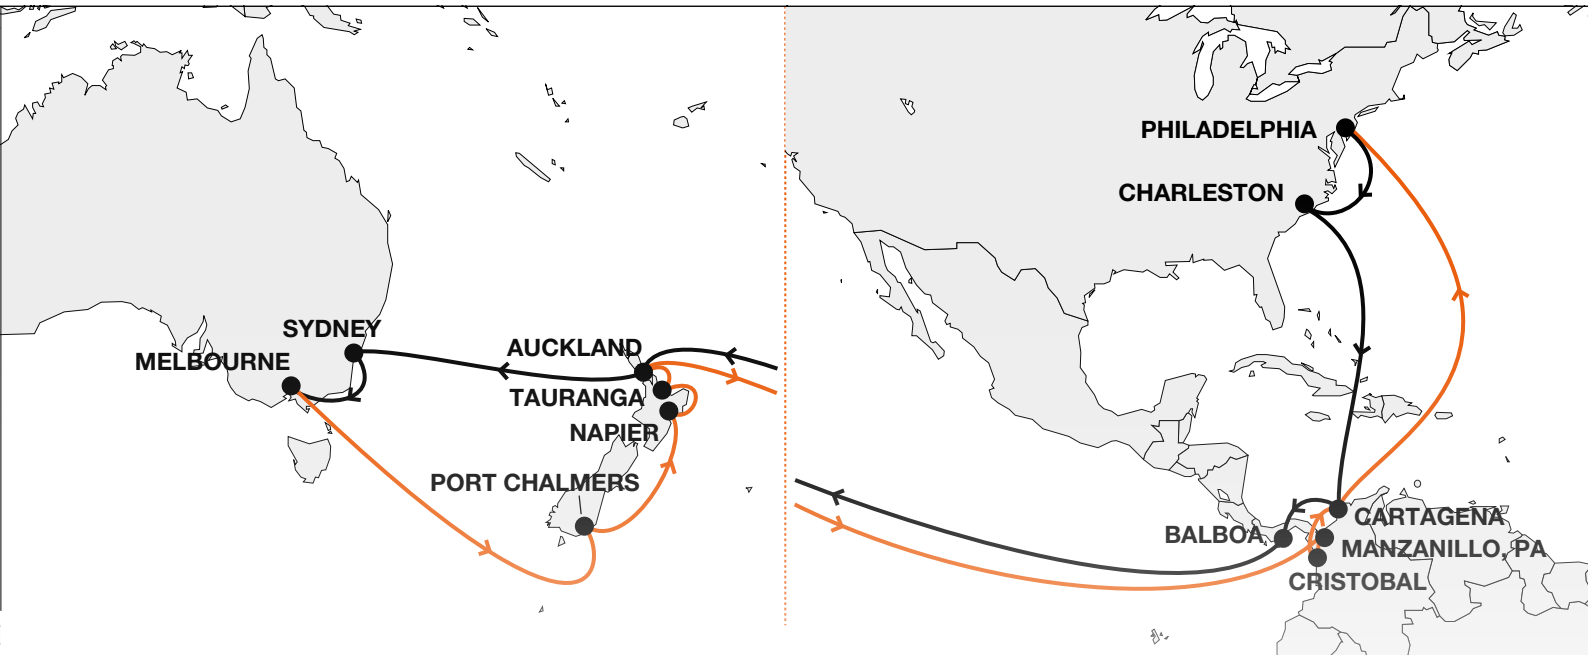 PHILADELPHIA
CHARLESTON
SYDNEY
MELBOURNE
AUCKLAND
TAURANGA
NAPIER
PORT CHALMERS
BALBOA
CARTAGENA
MANZANILLO, PA
CRISTOBAL